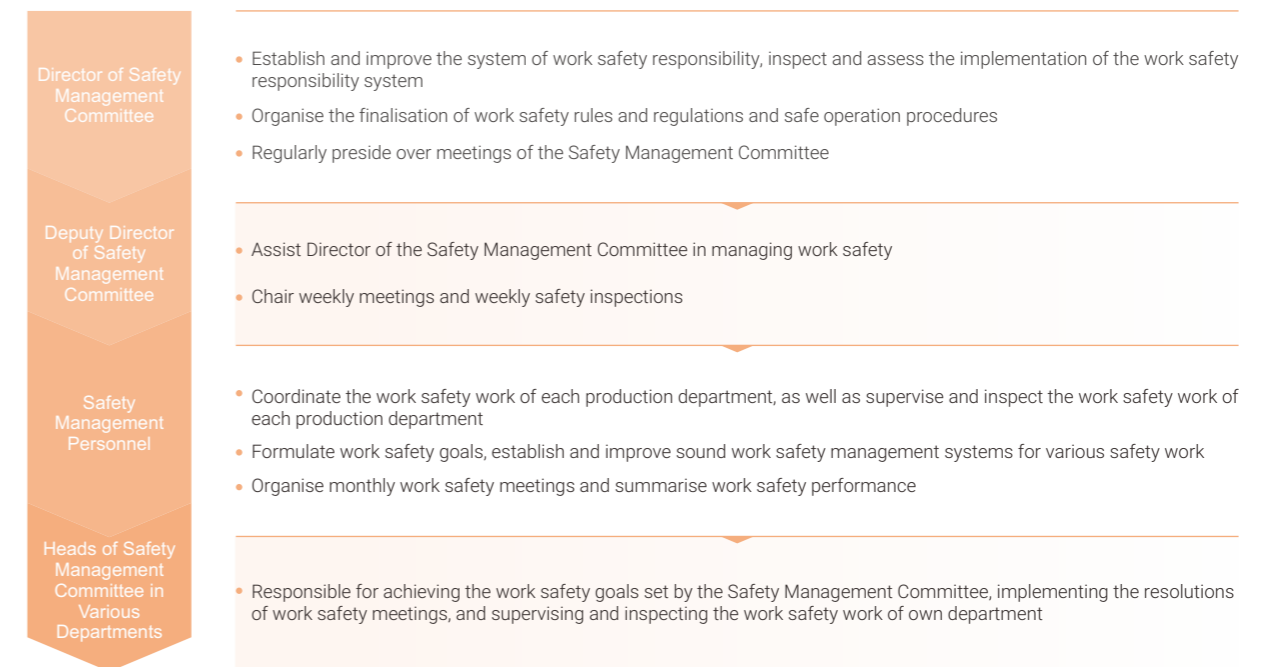 Director of Safety
Management
Committee
• Establish and improve the system of work safety responsibility, inspect and assess the implementation of the work safety
responsibility system
• Organise the finalisation of work safety rules and regulations and safe operation procedures
• Regularly preside over meetings of the Safety Management Committee
Deputy Director
of Safety
Management
Committee
• Assist Director of the Safety Management Committee in managing work safety
• Chair weekly meetings and weekly safety inspections
Safety
Management
Personnel
• Coordinate the work safety work of each production department, as well as supervise and inspect the work safety work of
each production department
• Formulate work safety goals, establish and improve sound work safety management systems for various safety work
• Organise monthly work safety meetings and summarise work safety performance
Heads of Safety
Management
Committee in
Various
Departments
• Responsible for achieving the work safety goals set by the Safety Management Committee, implementing the resolutions
of work safety meetings, and supervising and inspecting the work safety work of own department